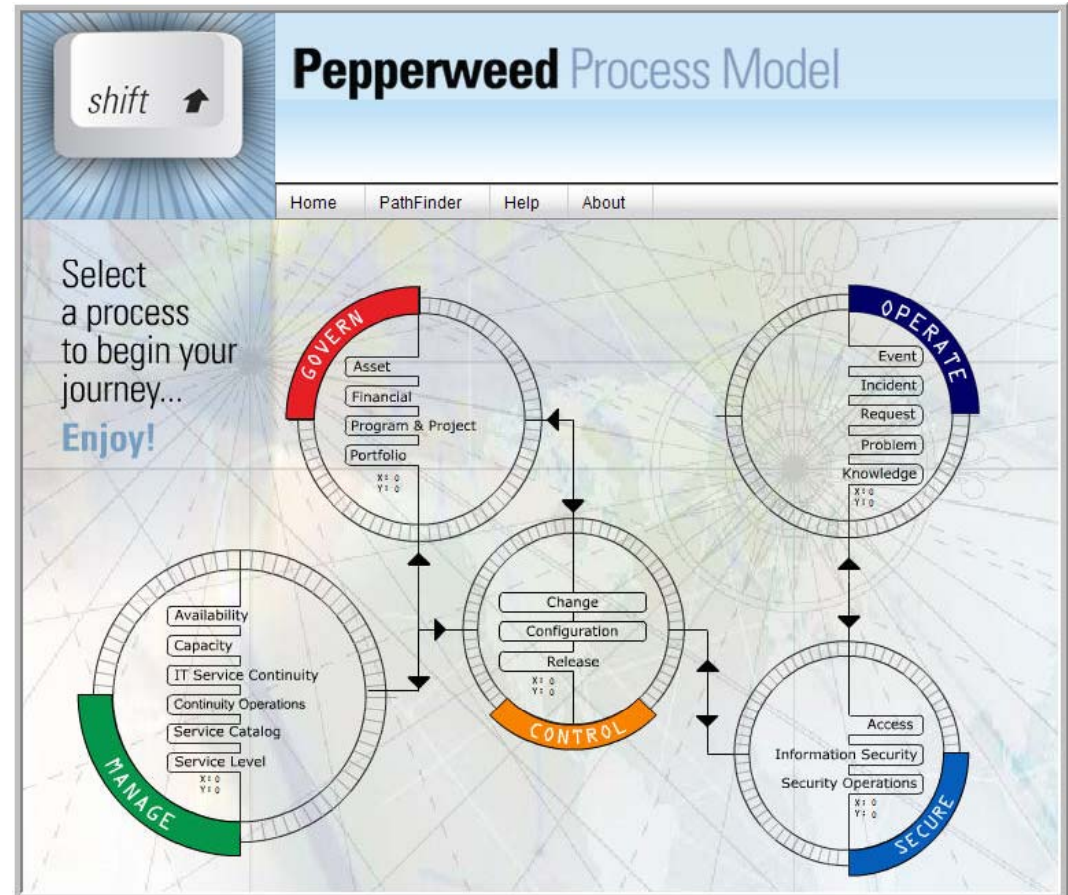 shift
Pepperweed Process Model
Home PathFinder Help About
Select
a process
to begin your
journey...
Enjoy!
GOVERN
Asset
Financial
Program & Project
Portfolio
X: 0
Y: 0
OPERATE
Event
Incident
Request
Problem
Knowledge
X: 0
Y: 0
MANAGE
Availability
Capacity
IT Service Continuity
Continuity Operations
Service Catalog
Service Level
X: 0
Y: 0
Change
Configuration
Release
X: 0
Y: 0
CONTROL
Access
Information Security
Security Operations
X: 0
Y: 0
SECURE